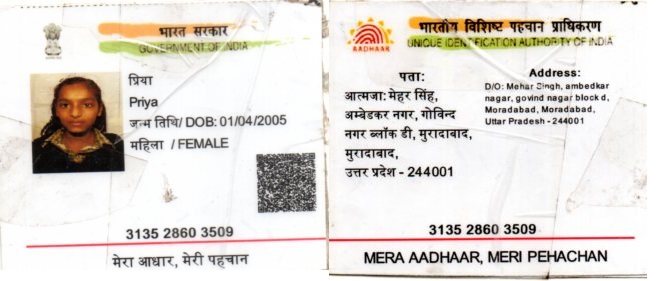 भारत सरकार
GOVERNMENT OF INDIA
प्रिया
Priya
जन्म तिथि/ DOB: 01/04/2005
महिला / FEMALE
3135 2860 3509
मेरा आधार, मेरी पहचान
भारतीय विशिष्ट पहचान प्राधिकरण
AADHAAR
UNIQUE IDENTIFICATION AUTHORITY OF INDIA
पता:
आत्मजा: मेहर सिंह,
अम्बेडकर नगर, गोविन्द
नगर ब्लॉक डी, मुरादाबाद,
मुरादाबाद,
उत्तर प्रदेश - 244001
Address:
D/O: Mehar Singh, ambedkar
nagar, govind nagar block d,
Moradabad, Moradabad,
Uttar Pradesh - 244001
3135 2860 3509
MERA AADHAAR, MERI PEHACHAN